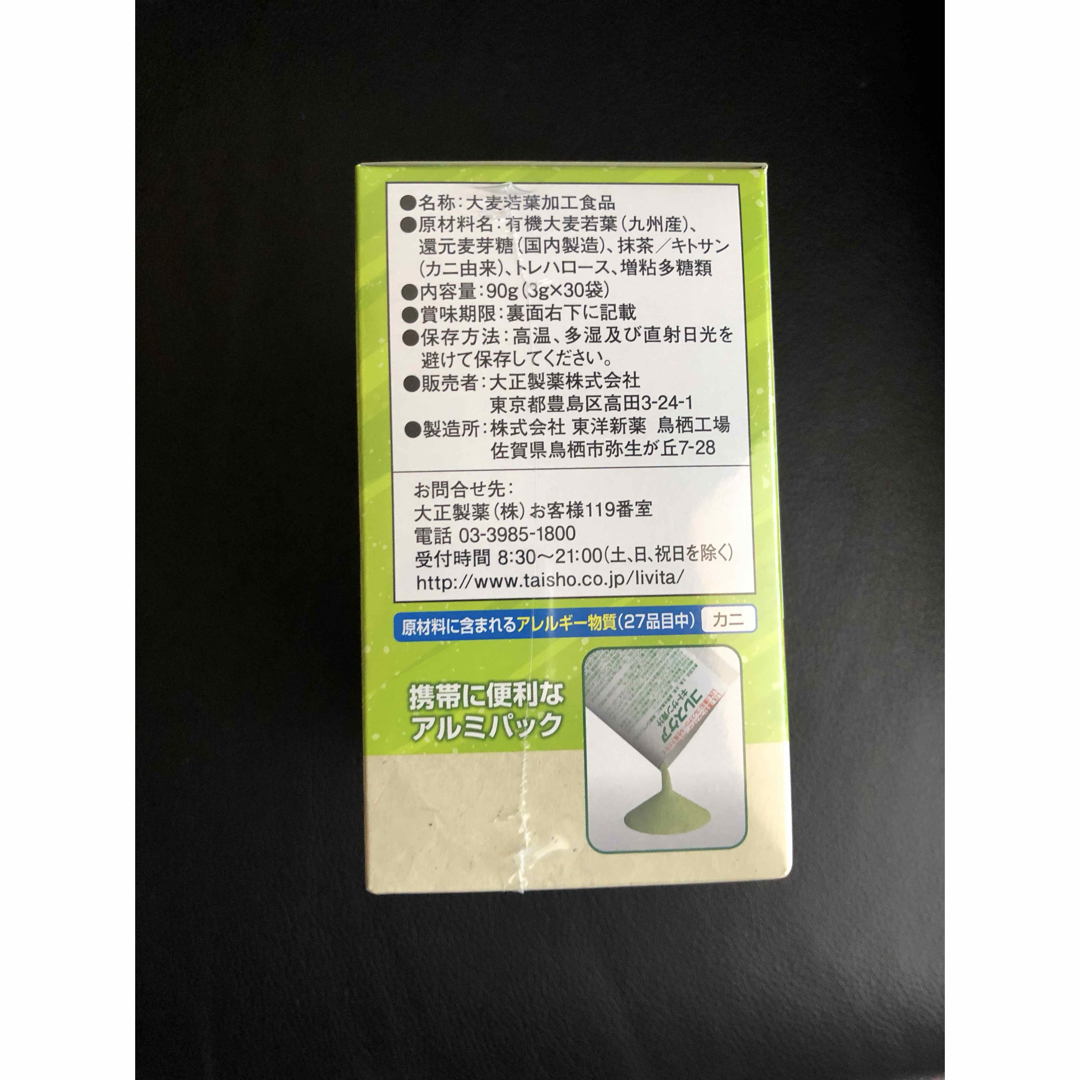 ●名称:大麦若葉加工食品
●原材料名:有機大麦若葉(九州産)、
還元麦芽糖(国内製造)、抹茶/キトサン
(カニ由来)、トレハロース、増粘多糖類
●内容量:90g(3g×30袋)
●賞味期限:裏面右下に記載
●保存方法:高温、多湿及び直射日光を
避けて保存してください。
●販売者:大正製薬株式会社
東京都豊島区高田3-24-1
●製造所:株式会社 東洋新薬 鳥栖工場
佐賀県鳥栖市弥生が丘7-28
お問合せ先:
大正製薬(株)お客様119番室
電話 03-3985-1800
受付時間 8:30〜21:00(土、日、祝日を除く)
http://www.taisho.co.jp/livita/
原材料に含まれるアレルギー物質(27品目中) カニ
携帯に便利な
アルミパック
コレスケア
キトサン青汁